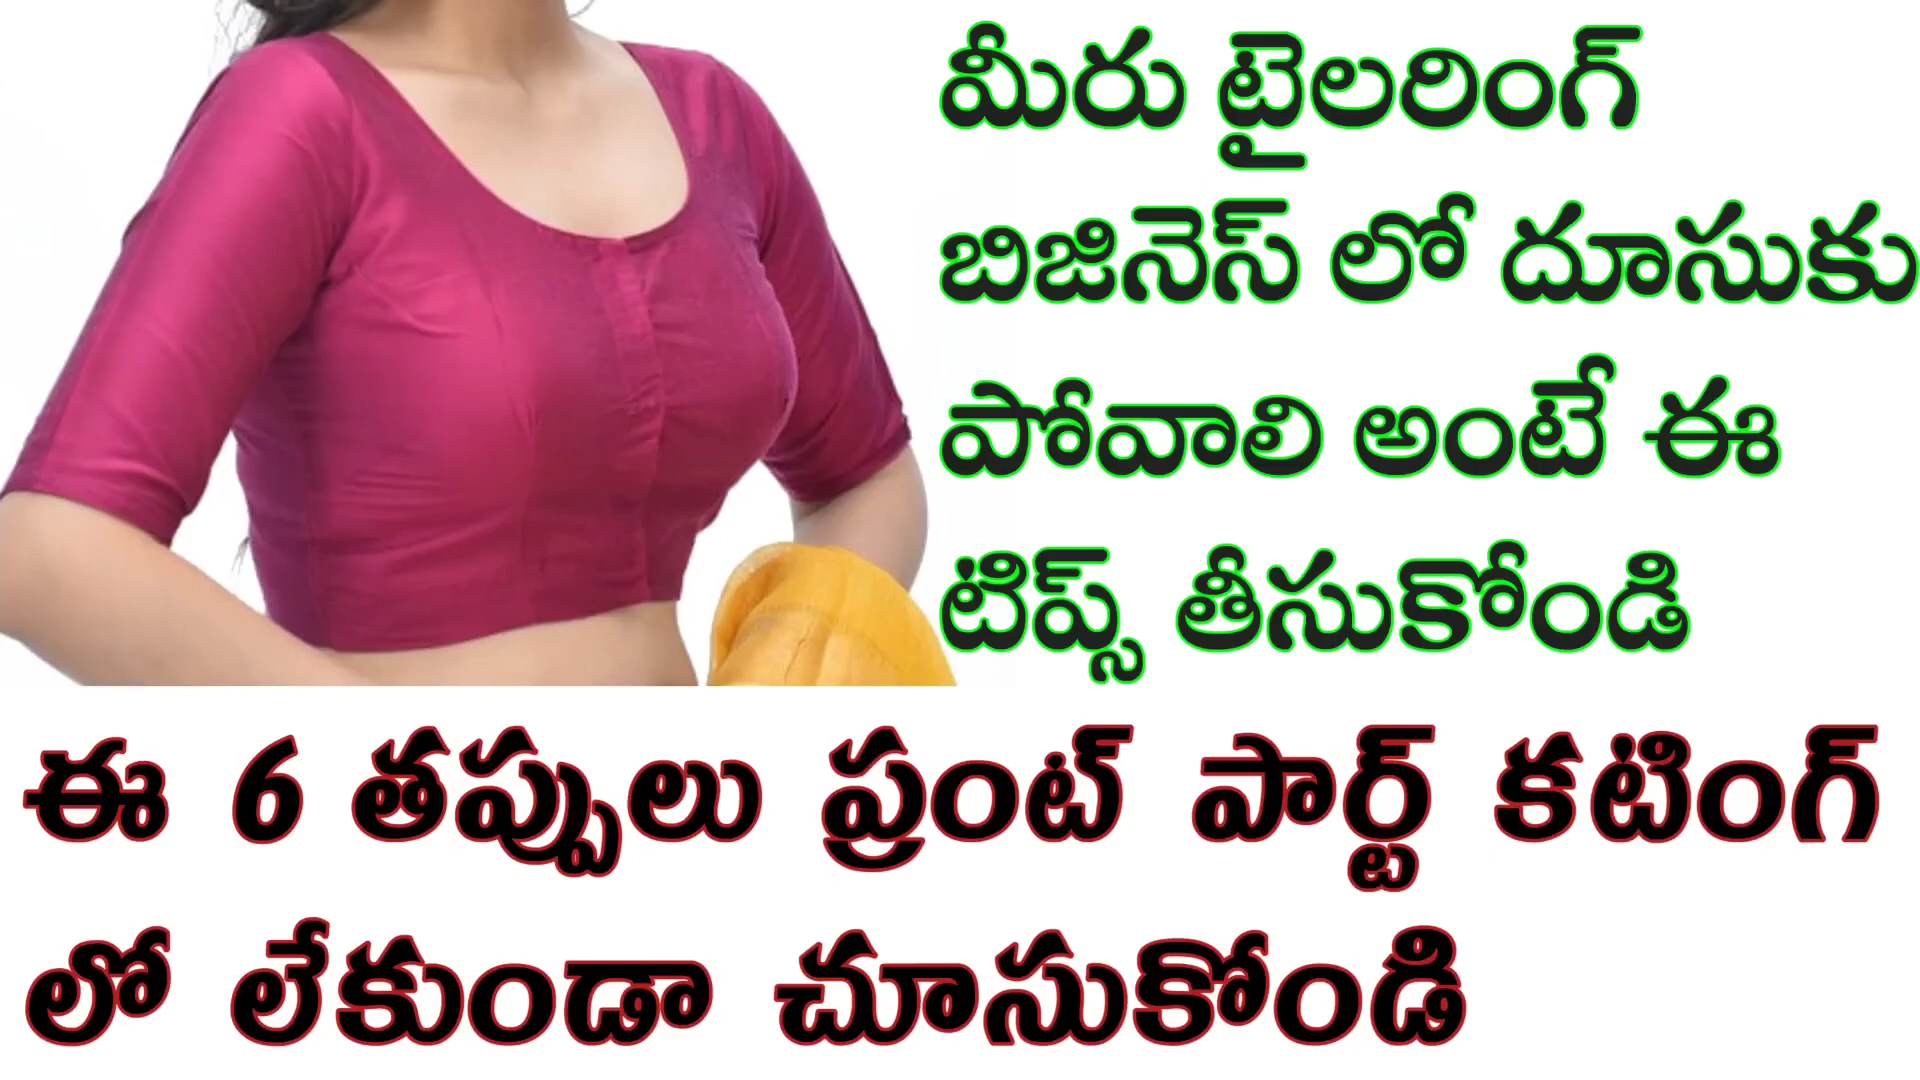 మీరు టైలరింగ్
బిజినెస్ లో దూసుకు
పోవాలి అంటే ఈ
టిప్స్ తీసుకోండి
ఈ 6 తప్పులు ఫ్రంట్ పార్ట్ కటింగ్
లో లేకుండా చూసుకోండి